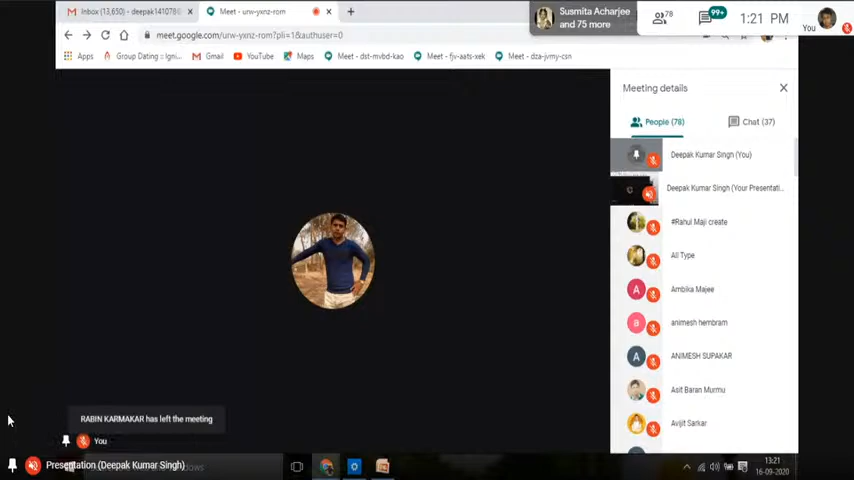 Inbox (13,650) - deepak141078@
Meet - urw-yxnz-rom
Susmita Acharjee
and 75 more
78
99+
1:21 PM
You
meet.google.com/urw-yxnz-rom?pli=1&authuser=0
Apps
Group Dating :: Igni...
Gmail
YouTube
Maps
Meet - dst-mvbd-kao
Meet - fjv-aats-xek
Meet - dza-jvmy-csn
Meeting details
People (78)
Chat (37)
Deepak Kumar Singh (You)
Deepak Kumar Singh (Your Presentati...
#Rahul Maji create
All Type
A
Ambika Majee
a
animesh hembram
A
ANIMESH SUPAKAR
Asit Baran Murmu
Avijit Sarkar
RABIN KARMAKAR has left the meeting
You
Presentation (Deepak Kumar Singh)
13:21
16-09-2020